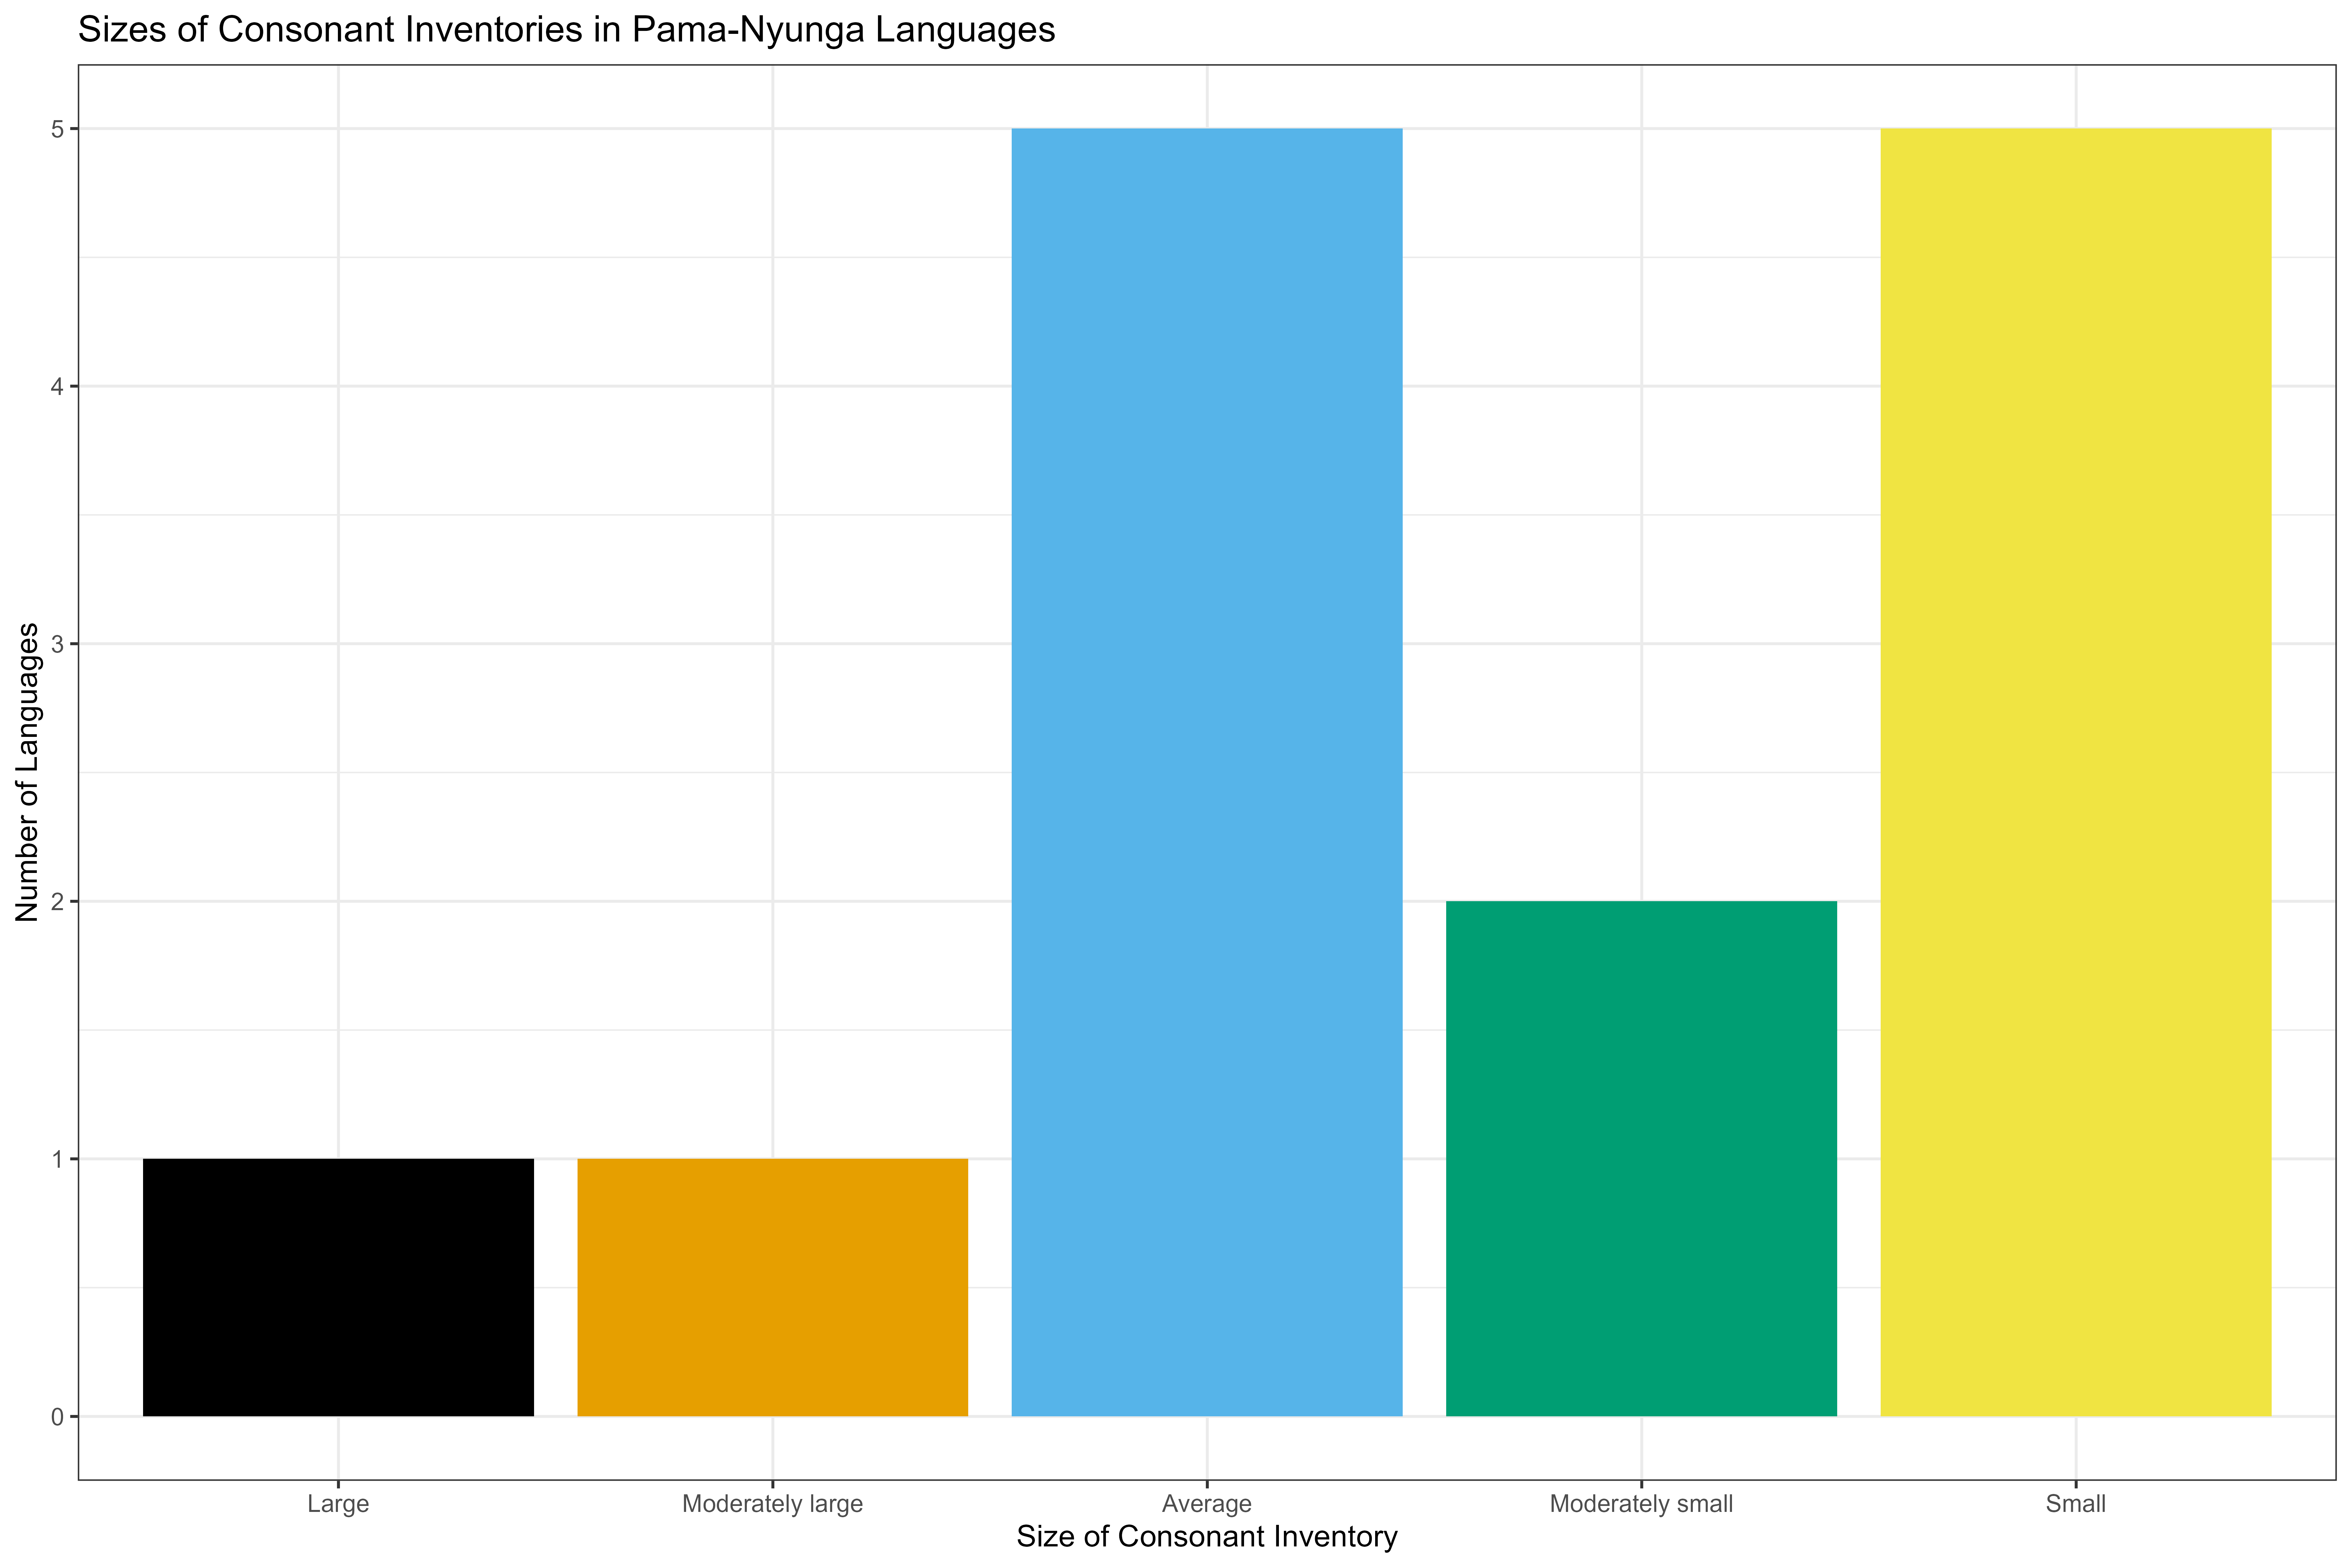 Sizes of Consonant Inventories in Pama-Nyunga Languages
Number of Languages
5
4
3
2
1
0
Large Moderately large Average Moderately small Small
Size of Consonant Inventory